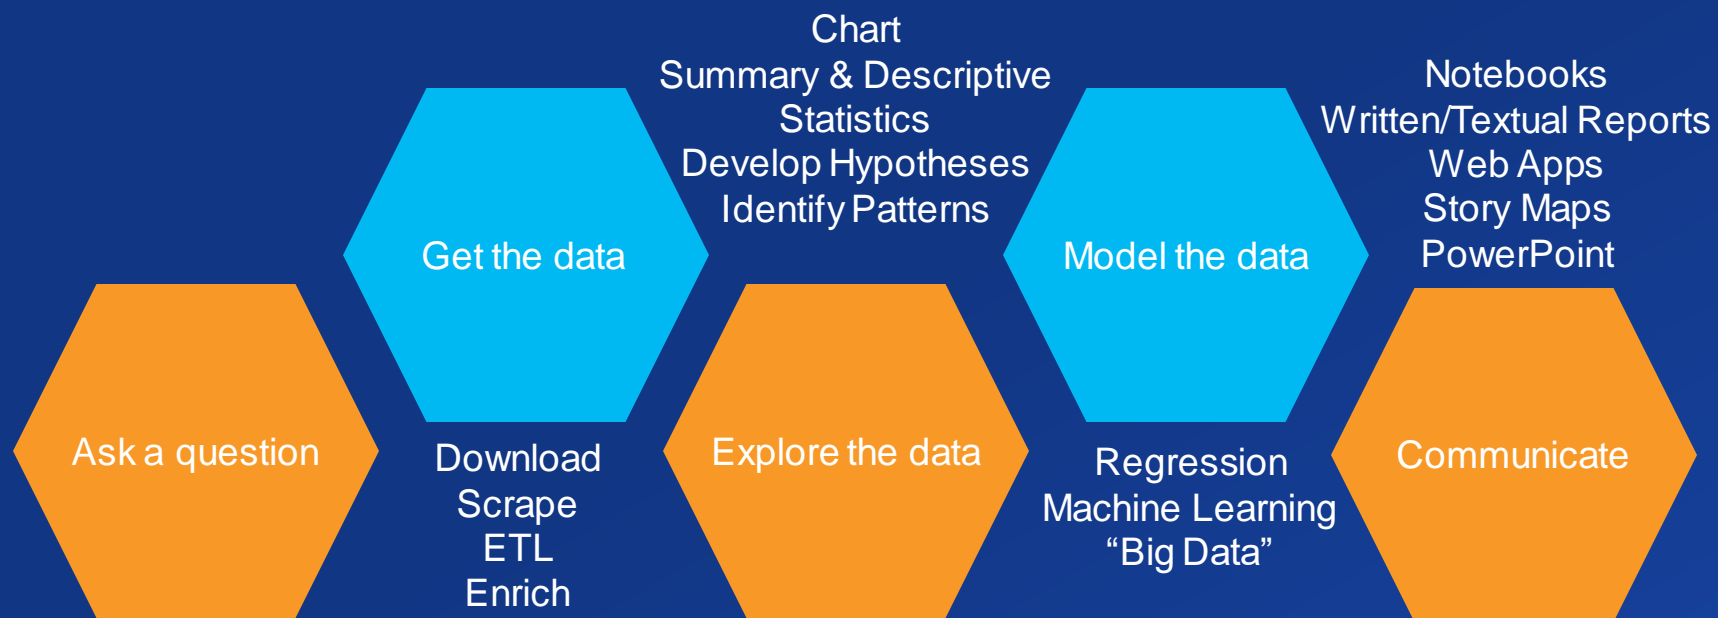 Ask a question
Get the data
Download
Scrape
ETL
Enrich
Chart
Summary & Descriptive
Statistics
Develop Hypotheses
Identify Patterns
Explore the data
Model the data
Regression
Machine Learning
“Big Data”
Notebooks
Written/Textual Reports
Web Apps
Story Maps
PowerPoint
Communicate